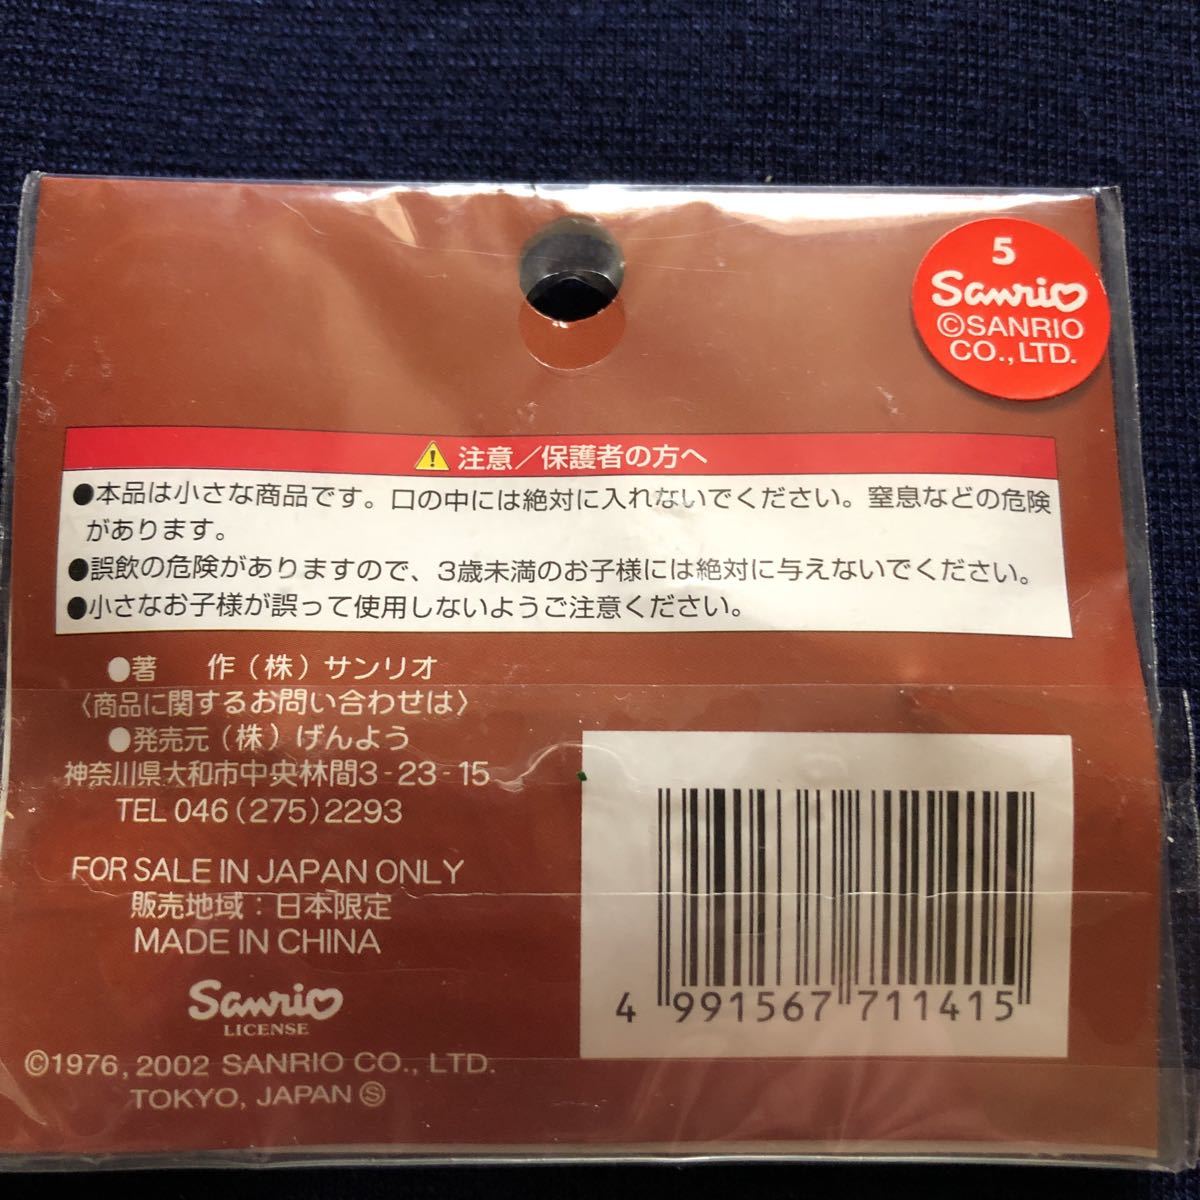 5
Sanrio
©SANRIO
CO., LTD.
注意／保護者の方へ
●本品は小さな商品です。口の中には絶対に入れないでください。窒息などの危険
があります。
●誤飲の危険がありますので、3歳未満のお子様には絶対に与えないでください。
●小さなお子様が誤って使用しないようご注意ください。
●著　作（株）サンリオ
〈商品に関するお問い合わせは〉
●発売元（株）げんよう
神奈川県大和市中央林間3-23-15
TEL 046(275)2293
FOR SALE IN JAPAN ONLY
販売地域：日本限定
MADE IN CHINA
Sanrio
LICENSE
©1976, 2002 SANRIO CO., LTD.
TOKYO, JAPAN Ⓢ
4 991567 711415